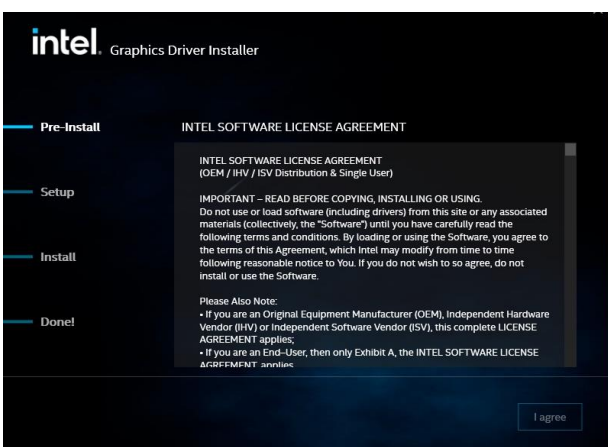 intel. Graphics Driver Installer
Pre-Install
INTEL SOFTWARE LICENSE AGREEMENT
INTEL SOFTWARE LICENSE AGREEMENT
(OEM / IHV / ISV Distribution & Single User)
Setup
IMPORTANT – READ BEFORE COPYING, INSTALLING OR USING.
Do not use or load software (including drivers) from this site or any associated
materials (collectively, the "Software") until you have carefully read the
following terms and conditions. By loading or using the Software, you agree to
the terms of this Agreement, which Intel may modify from time to time
following reasonable notice to You. If you do not wish to so agree, do not
install or use the Software.
Install
Please Also Note:
• If you are an Original Equipment Manufacturer (OEM), Independent Hardware
Vendor (IHV) or Independent Software Vendor (ISV), this complete LICENSE
AGREEMENT applies;
Done!
• If you are an End–User, then only Exhibit A, the INTEL SOFTWARE LICENSE
AGREEMENT, applies
I agree